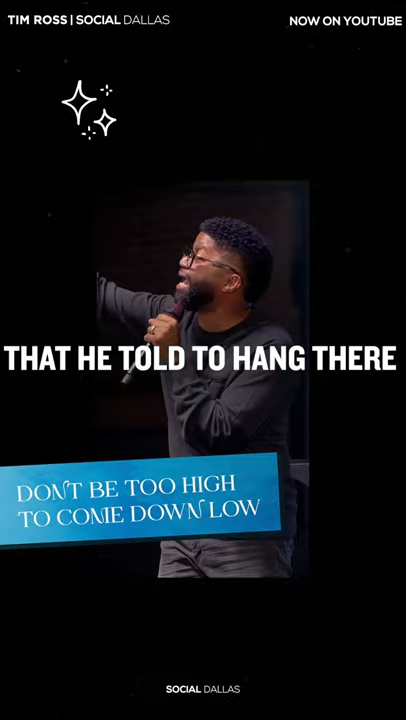 TIM ROSS | SOCIAL DALLAS
NOW ON YOUTUBE
THAT HE TOLD TO HANG THERE
DON'T BE TOO HIGH
TO COME DOWN LOW
SOCIAL DALLAS